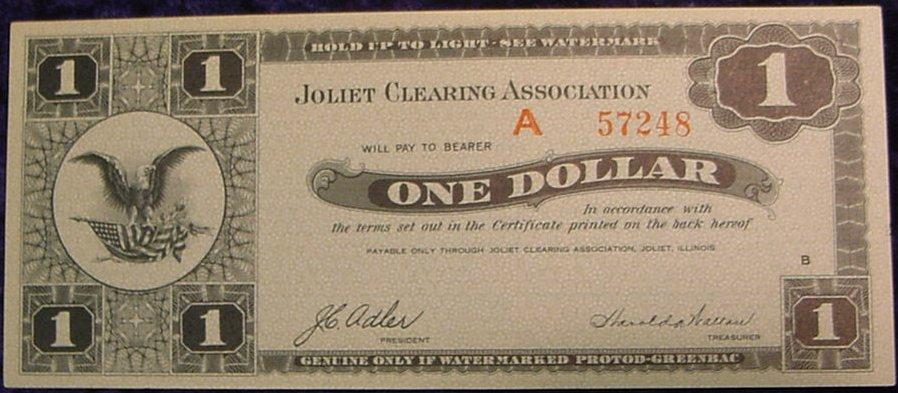 HOLD UP TO LIGHT - SEE WATERMARK
1 1 1
JOLIET CLEARING ASSOCIATION
A 57248
WILL PAY TO BEARER
ONE DOLLAR
In accordance with
the terms set out in the Certificate printed on the back hereof
PAYABLE ONLY THROUGH JOLIET CLEARING ASSOCIATION, JOLIET, ILLINOIS
B
1 1 1
J.C. Adler
PRESIDENT
TREASURER
GENUINE ONLY IF WATERMARKED PROTOD-GREENBAC